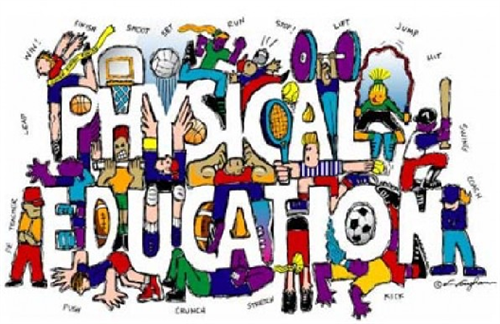 WIN!
FINISH
SHOOT
SET
RUN
STOP!
LIFT
JUMP
HIT
LEAP
PHYSICAL
SWING
EDUCATION
PE TEACHER
COACH
PUSH
CRUNCH
STRETCH
KICK